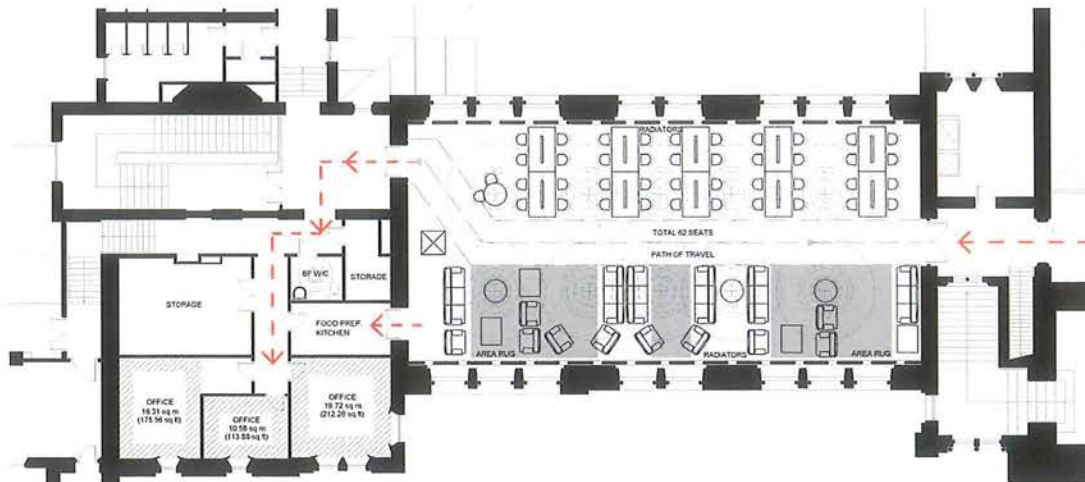 RADIATORS
TOTAL 62 SEATS
PATH OF TRAVEL
BF W/C
STORAGE
STORAGE
FOOD PREP.
KITCHEN
AREA RUG
RADIATORS
AREA RUG
OFFICE
16.31 sq m
(175.56 sq ft)
OFFICE
10.58 sq m
(113.88 sq ft)
OFFICE
19.72 sq m
(212.26 sq ft)